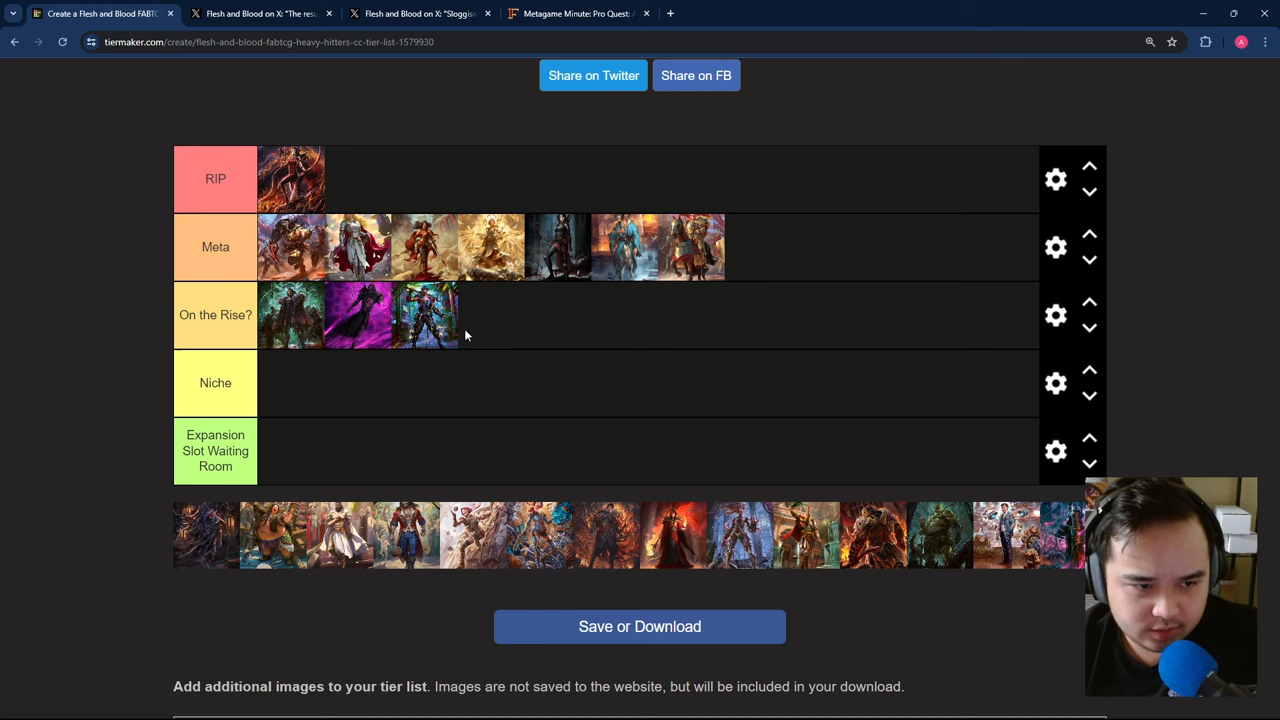 Create a Flesh and Blood FABTC
Flesh and Blood on X: "The resu
Flesh and Blood on X: "Sloggism
Metagame Minute: Pro Quest: A
tiermaker.com/create/flesh-and-blood-fabtcg-heavy-hitters-cc-tier-list-1579930
A
Share on Twitter
Share on FB
RIP
Meta
On the Rise?
Niche
Expansion
Slot Waiting
Room
Save or Download
Add additional images to your tier list. Images are not saved to the website, but will be included in your download.